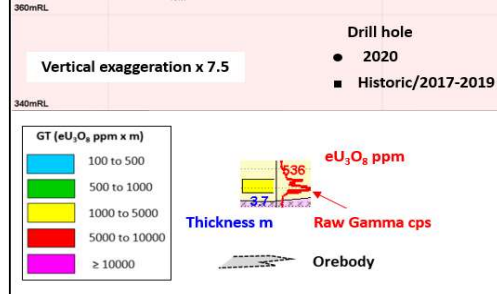 360mRL
Drill hole
2020
Vertical exaggeration x 7.5
Historic/2017-2019
340mRL
GT (eU₃O₈ ppm x m)
100 to 500
500 to 1000
1000 to 5000
5000 to 10000
≥ 10000
536
eU₃O₈ ppm
3.7
Thickness m
Raw Gamma cps
Orebody